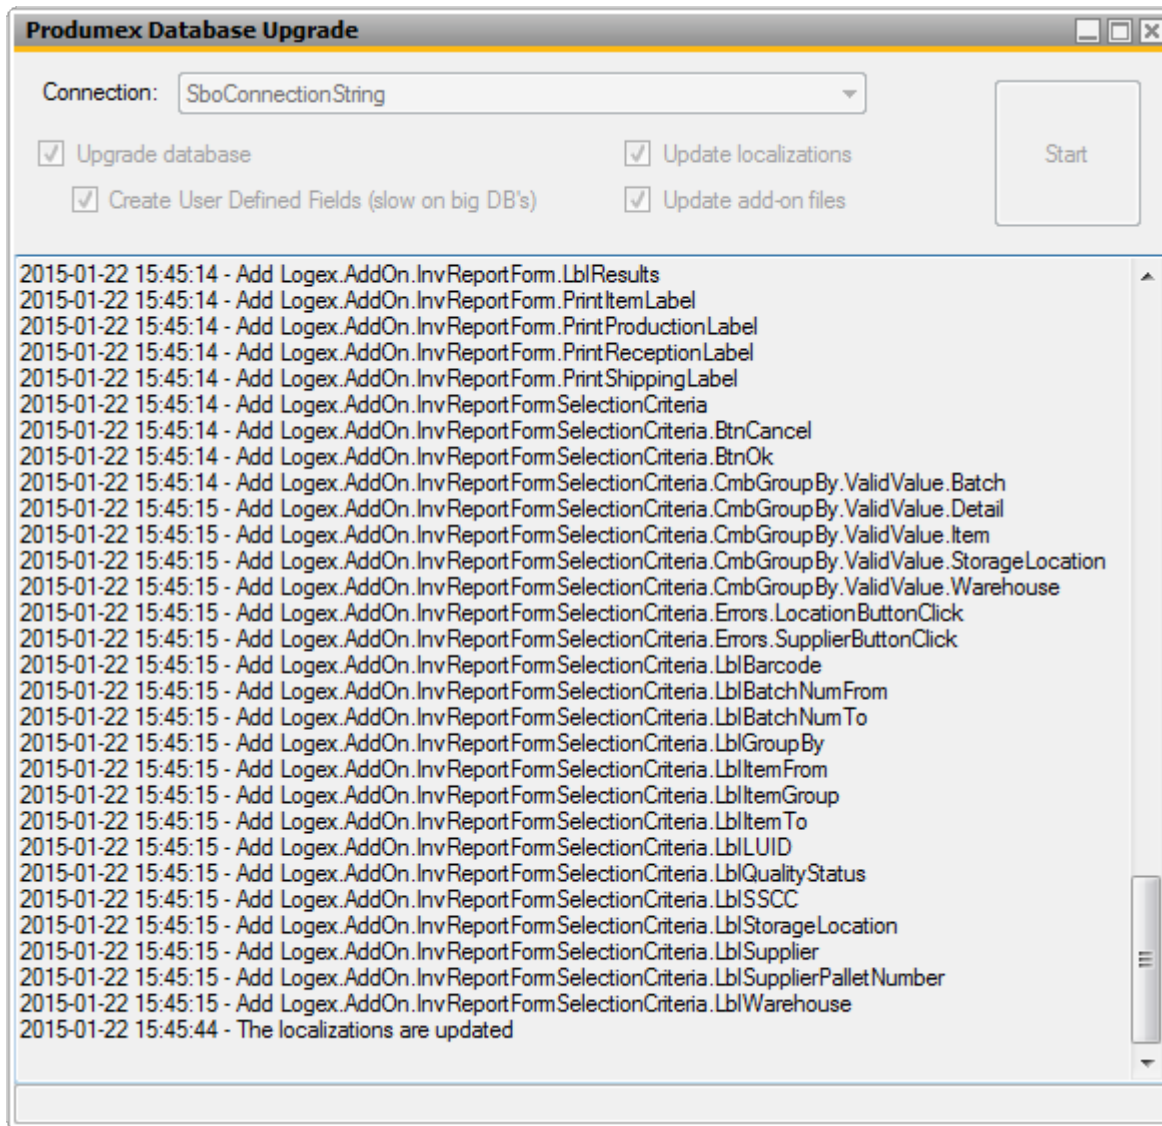 Produmex Database Upgrade
Connection: SboConnectionString
Upgrade database
Update localizations
Start
Create User Defined Fields (slow on big DB's)
Update add-on files
2015-01-22 15:45:14 - Add Logex.AddOn.InvReportForm.LblResults
2015-01-22 15:45:14 - Add Logex.AddOn.InvReportForm.PrintItemLabel
2015-01-22 15:45:14 - Add Logex.AddOn.InvReportForm.PrintProductionLabel
2015-01-22 15:45:14 - Add Logex.AddOn.InvReportForm.PrintReceptionLabel
2015-01-22 15:45:14 - Add Logex.AddOn.InvReportForm.PrintShippingLabel
2015-01-22 15:45:14 - Add Logex.AddOn.InvReportFormSelectionCriteria
2015-01-22 15:45:14 - Add Logex.AddOn.InvReportFormSelectionCriteria.BtnCancel
2015-01-22 15:45:14 - Add Logex.AddOn.InvReportFormSelectionCriteria.BtnOk
2015-01-22 15:45:14 - Add Logex.AddOn.InvReportFormSelectionCriteria.CmbGroupBy.ValidValue.Batch
2015-01-22 15:45:15 - Add Logex.AddOn.InvReportFormSelectionCriteria.CmbGroupBy.ValidValue.Detail
2015-01-22 15:45:15 - Add Logex.AddOn.InvReportFormSelectionCriteria.CmbGroupBy.ValidValue.Item
2015-01-22 15:45:15 - Add Logex.AddOn.InvReportFormSelectionCriteria.CmbGroupBy.ValidValue.StorageLocation
2015-01-22 15:45:15 - Add Logex.AddOn.InvReportFormSelectionCriteria.CmbGroupBy.ValidValue.Warehouse
2015-01-22 15:45:15 - Add Logex.AddOn.InvReportFormSelectionCriteria.Errors.LocationButtonClick
2015-01-22 15:45:15 - Add Logex.AddOn.InvReportFormSelectionCriteria.Errors.SupplierButtonClick
2015-01-22 15:45:15 - Add Logex.AddOn.InvReportFormSelectionCriteria.LblBarcode
2015-01-22 15:45:15 - Add Logex.AddOn.InvReportFormSelectionCriteria.LblBatchNumFrom
2015-01-22 15:45:15 - Add Logex.AddOn.InvReportFormSelectionCriteria.LblBatchNumTo
2015-01-22 15:45:15 - Add Logex.AddOn.InvReportFormSelectionCriteria.LblGroupBy
2015-01-22 15:45:15 - Add Logex.AddOn.InvReportFormSelectionCriteria.LblItemFrom
2015-01-22 15:45:15 - Add Logex.AddOn.InvReportFormSelectionCriteria.LblItemGroup
2015-01-22 15:45:15 - Add Logex.AddOn.InvReportFormSelectionCriteria.LblItemTo
2015-01-22 15:45:15 - Add Logex.AddOn.InvReportFormSelectionCriteria.LblLUID
2015-01-22 15:45:15 - Add Logex.AddOn.InvReportFormSelectionCriteria.LblQualityStatus
2015-01-22 15:45:15 - Add Logex.AddOn.InvReportFormSelectionCriteria.LblSSCC
2015-01-22 15:45:15 - Add Logex.AddOn.InvReportFormSelectionCriteria.LblStorageLocation
2015-01-22 15:45:15 - Add Logex.AddOn.InvReportFormSelectionCriteria.LblSupplier
2015-01-22 15:45:15 - Add Logex.AddOn.InvReportFormSelectionCriteria.LblSupplierPalletNumber
2015-01-22 15:45:15 - Add Logex.AddOn.InvReportFormSelectionCriteria.LblWarehouse
2015-01-22 15:45:44 - The localizations are updated